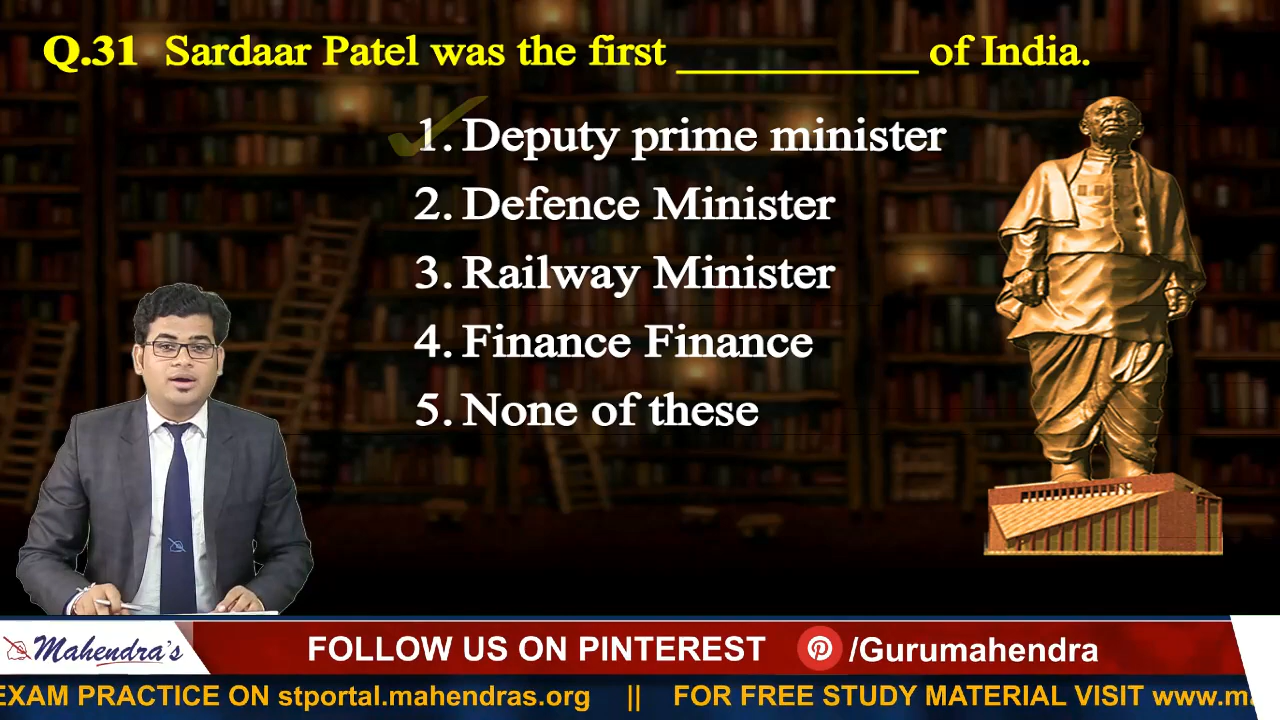 Q.31 Sardaar Patel was the first ___________ of India.
1. Deputy prime minister
2. Defence Minister
3. Railway Minister
4. Finance Finance
5. None of these
Mahendra's
FOLLOW US ON PINTEREST /Gurumahendra
EXAM PRACTICE ON stportal.mahendras.org || FOR FREE STUDY MATERIAL VISIT www.ma